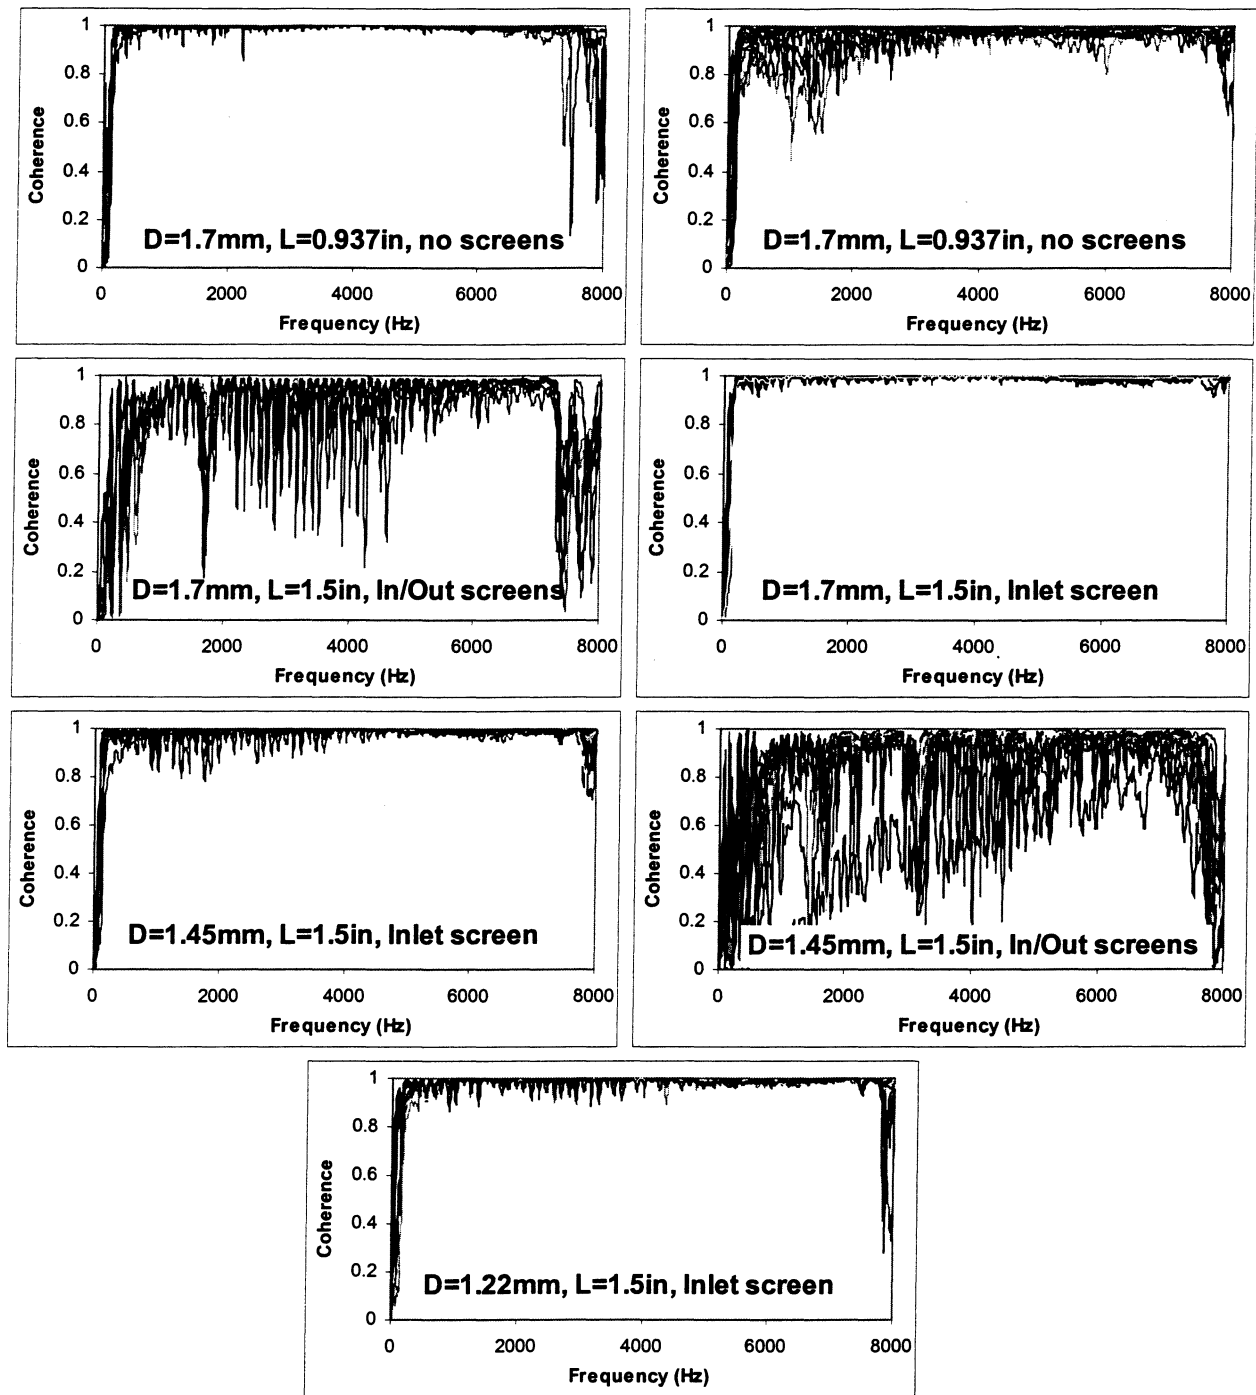 1
0.8
0.6
0.4
0.2
0
Coherence
D=1.7mm, L=0.937in, no screens
0 2000 4000 6000 8000
Frequency (Hz)
1
0.8
0.6
0.4
0.2
0
Coherence
D=1.7mm, L=0.937in, no screens
0 2000 4000 6000 8000
Frequency (Hz)
1
0.8
0.6
0.4
0.2
0
Coherence
D=1.7mm, L=1.5in, In/Out screens
0 2000 4000 6000 8000
Frequency (Hz)
1
0.8
0.6
0.4
0.2
0
Coherence
D=1.7mm, L=1.5in, Inlet screen
0 2000 4000 6000 8000
Frequency (Hz)
1
0.8
0.6
0.4
0.2
0
Coherence
D=1.45mm, L=1.5in, Inlet screen
0 2000 4000 6000 8000
Frequency (Hz)
1
0.8
0.6
0.4
0.2
0
Coherence
D=1.45mm, L=1.5in, In/Out screens
0 2000 4000 6000 8000
Frequency (Hz)
1
0.8
0.6
0.4
0.2
0
Coherence
D=1.22mm, L=1.5in, Inlet screen
0 2000 4000 6000 8000
Frequency (Hz)